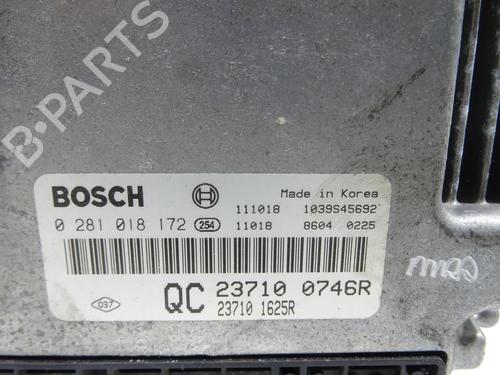 B-PARTS
BOSCH
Made in Korea
111018 1039S45692
0 281 018 172 254 11018 8604 0225
037
QC 23710 0746R
23710 1625R